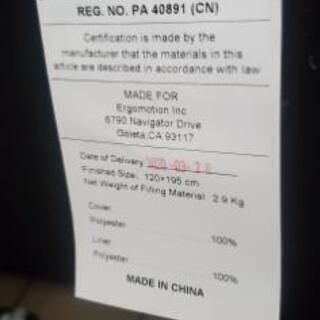 REG. NO. PA 40891 (CN)
Certification is made by the
manufacturer that the materials in this
article are described in accordance with law
MADE FOR
Ergomotion Inc
6790 Navigator Drive
Goleta,CA 93117
Date of Delivery
Finished Size: 120*195 cm
Net Weight of Filling Material: 2.9 Kg
Cover
Polyester 100%
Liner
Polyester 100%
MADE IN CHINA